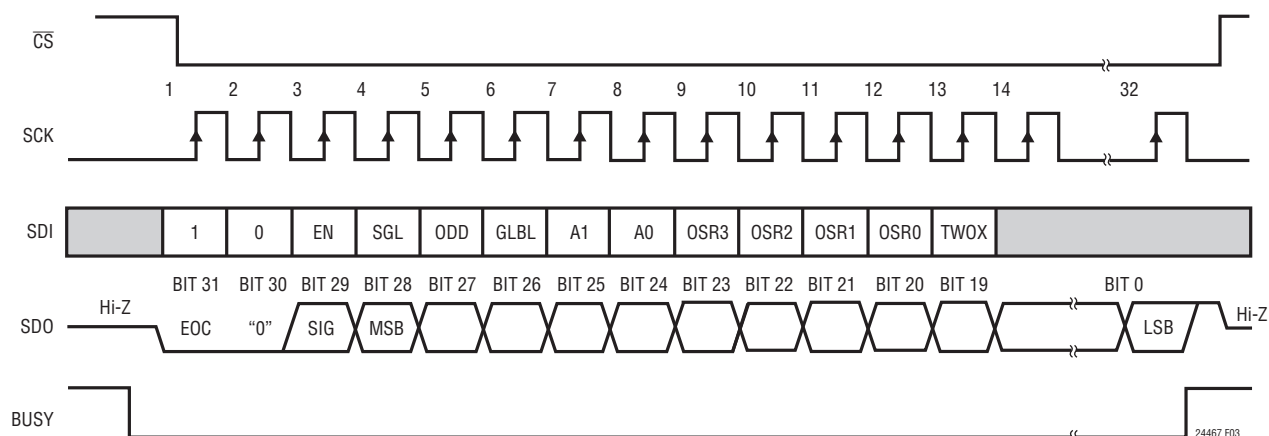 CS
1 2 3 4 5 6 7 8 9 10 11 12 13 14 32
SCK
SDI 1 0 EN SGL ODD GLBL A1 A0 OSR3 OSR2 OSR1 OSR0 TWOX
BIT 31 BIT 30 BIT 29 BIT 28 BIT 27 BIT 26 BIT 25 BIT 24 BIT 23 BIT 22 BIT 21 BIT 20 BIT 19 BIT 0
Hi-Z Hi-Z
SDO EOC “0” SIG MSB LSB
BUSY
24467 F03